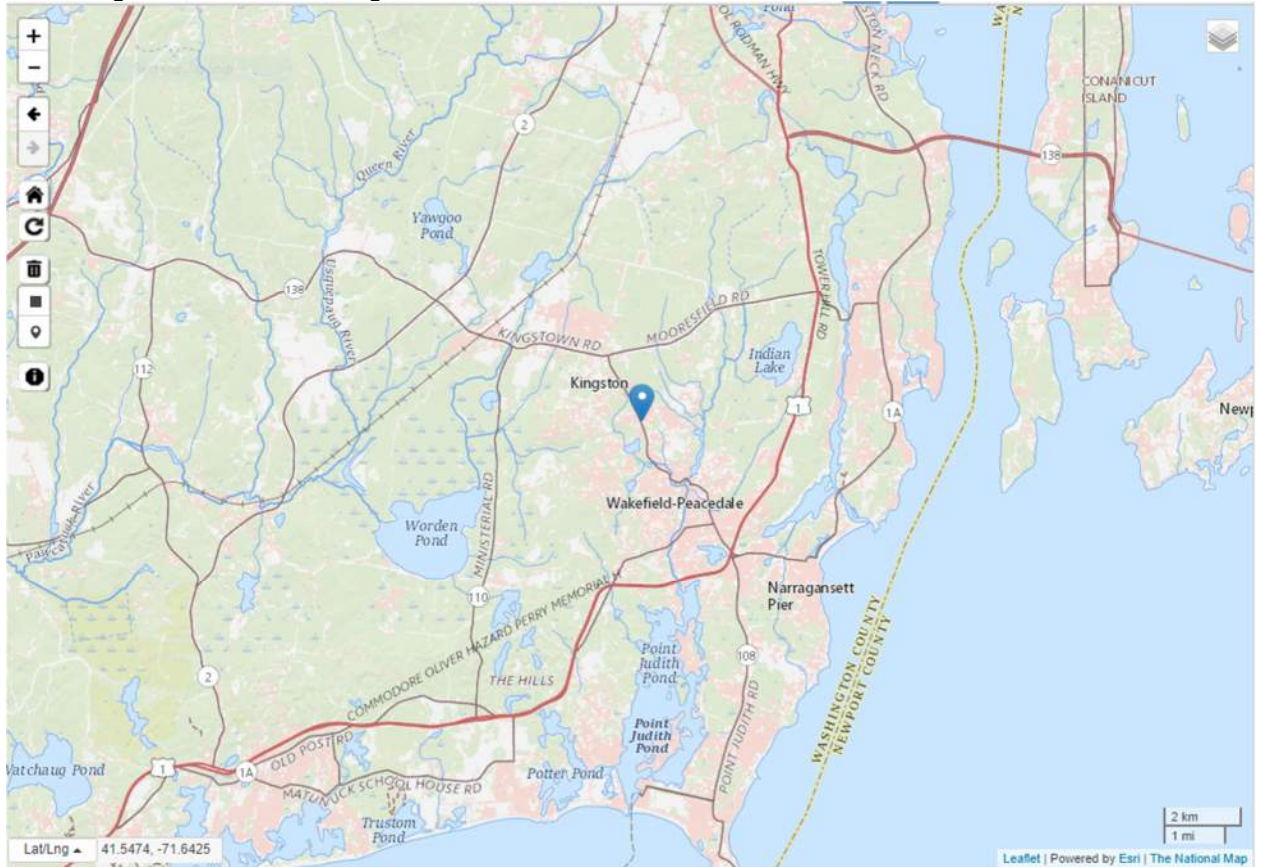 OL RODMAN HWY
Pond
STON NECK RD
CONANICUT
ISLAND
2
138
138
Queen River
Yawgoo
Pond
Usquepaug River
138
TOWER HILL RD
MOORESFIELD RD
KINGSTOWN RD
Indian
Lake
112
Kingston
1
1A
Newp
Wakefield-Peacedale
Worden
Pond
MINISTERIAL RD
Narragansett
Pier
110
COMMODORE OLIVER HAZARD PERRY MEMORIAL H
Point
Judith
Pond
108
2
THE HILLS
Point
Judith
Pond
POINT JUDITH RD
WASHINGTON COUNTY
NEWPORT COUNTY
OLD POST RD
1
1A
Watchaug Pond
MATUNUCK SCHOOL HOUSE RD
Potter Pond
Trustom
Pond
2 km
1 mi
Lat/Lng 41.5474, -71.6425
Leaflet | Powered by Esri | The National Map